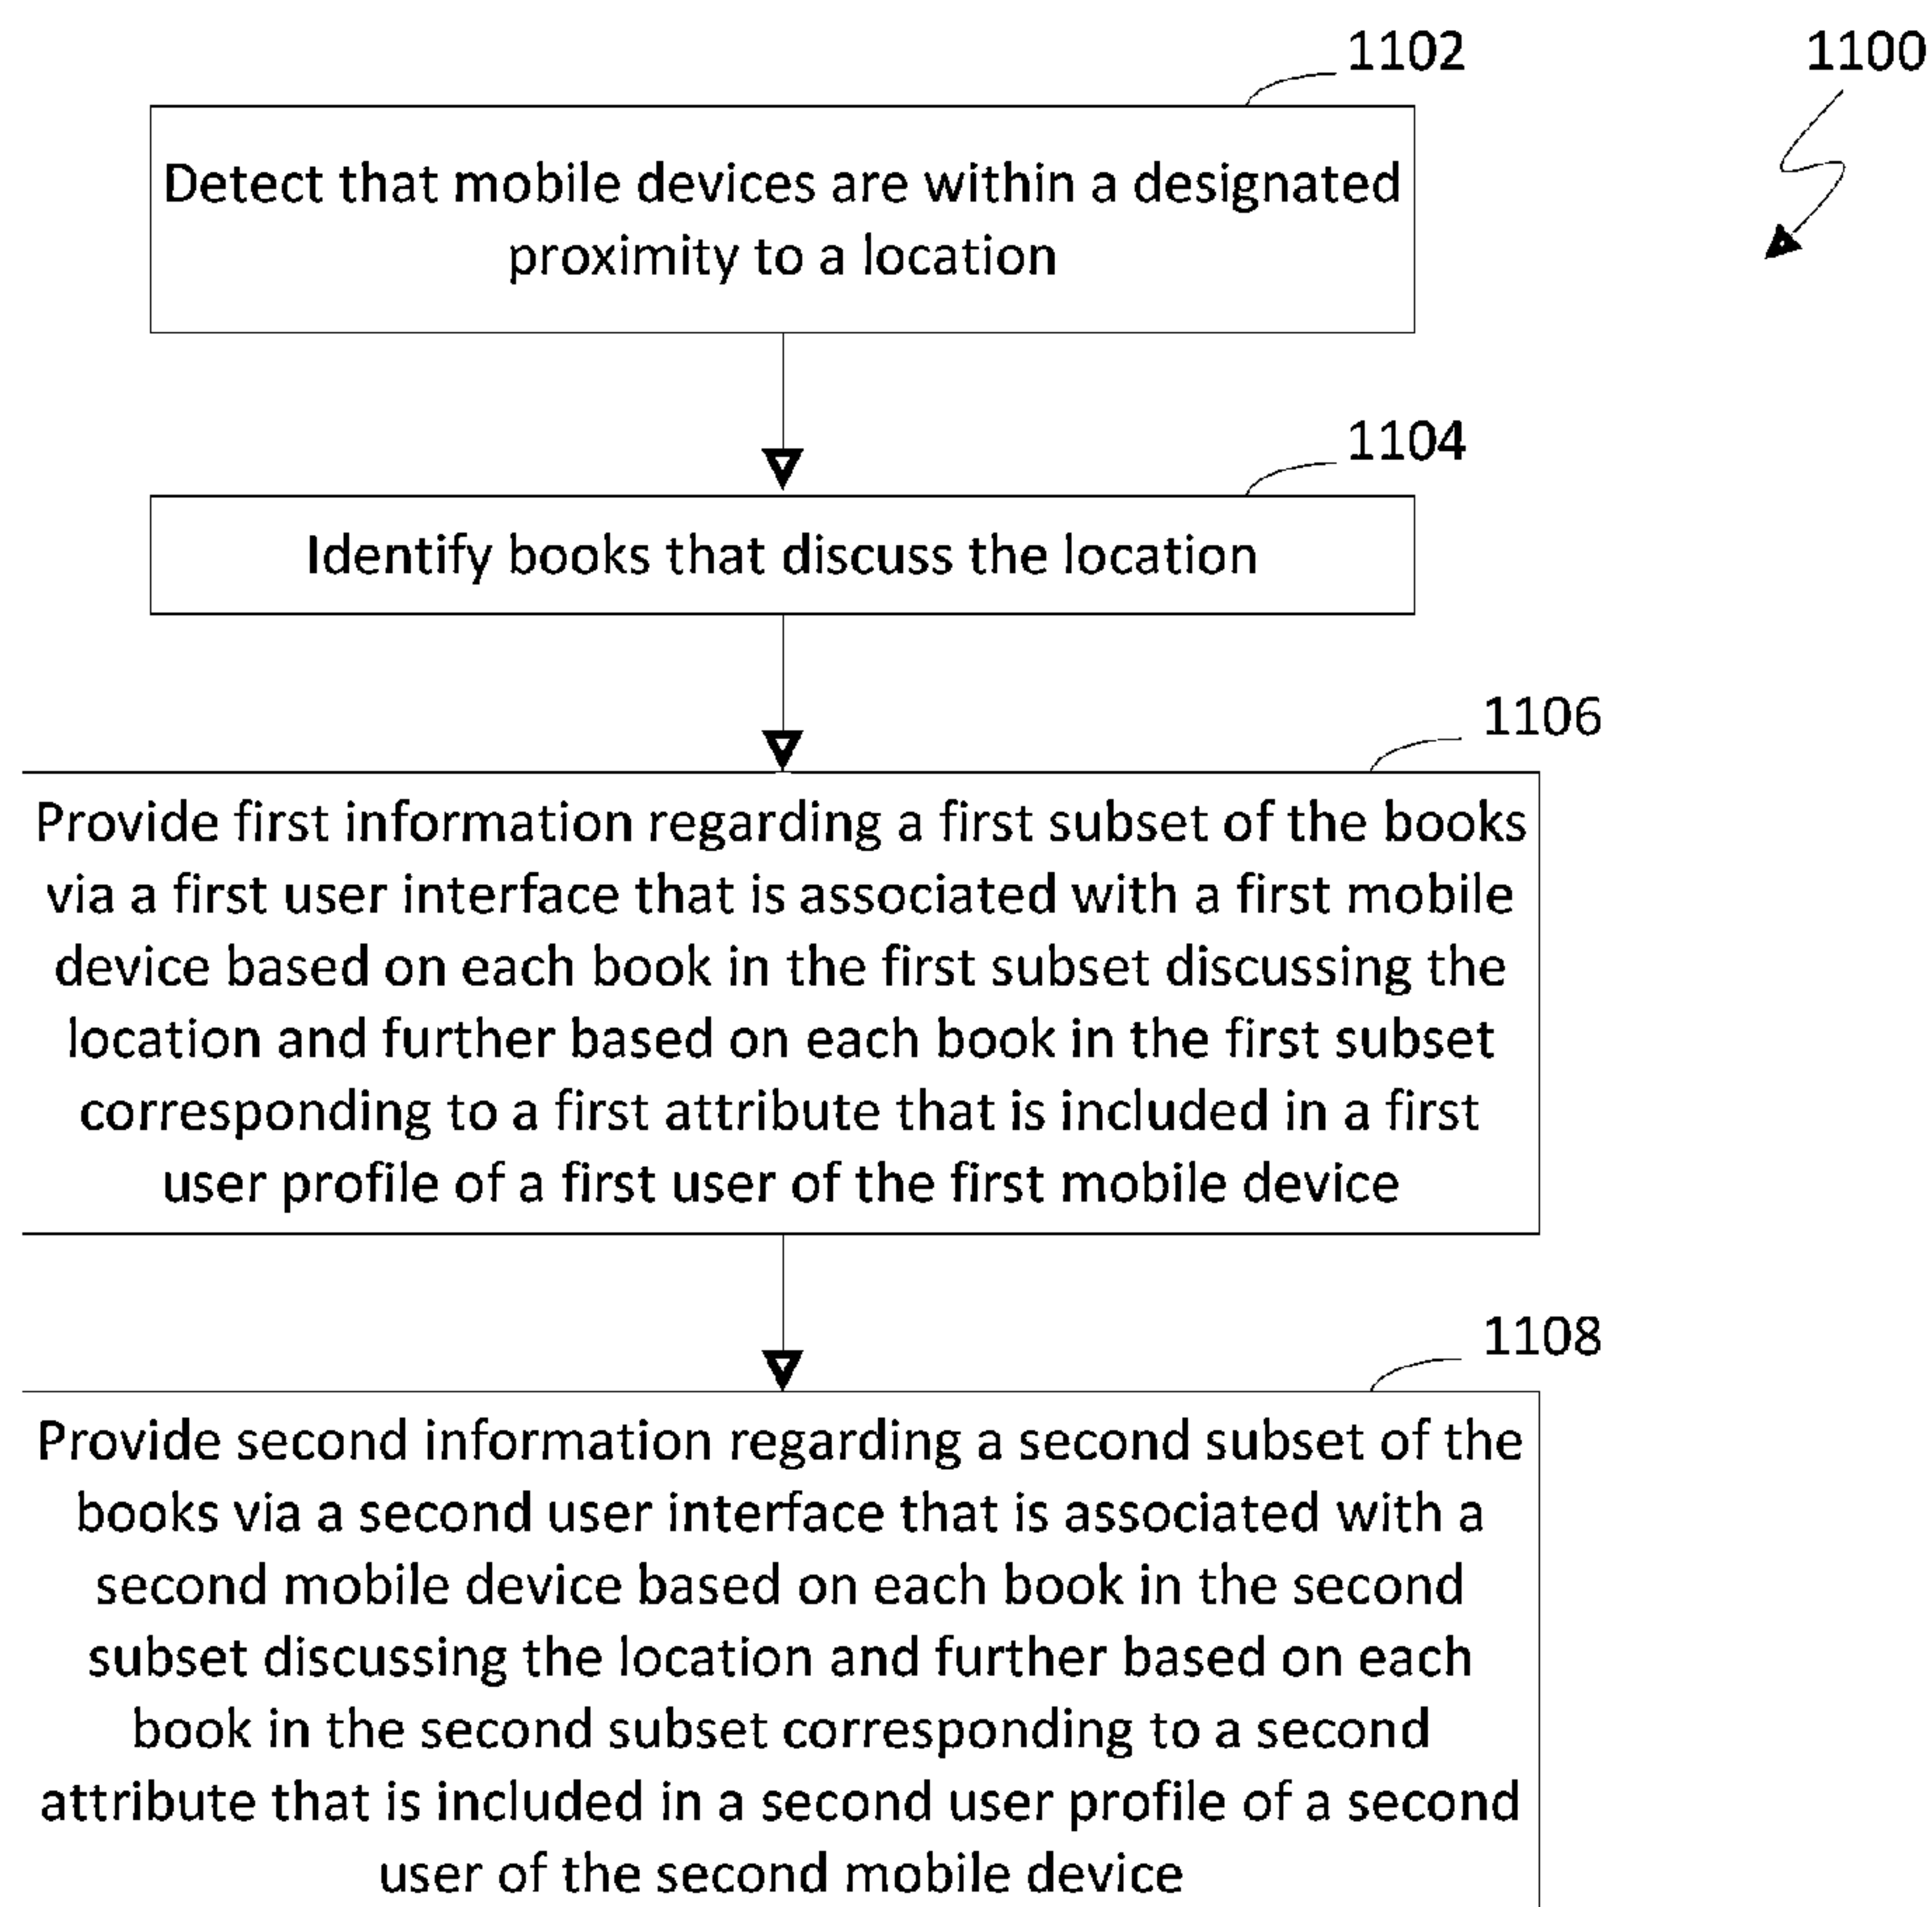 1102
1100
Detect that mobile devices are within a designated
proximity to a location
1104
Identify books that discuss the location
1106
Provide first information regarding a first subset of the books
via a first user interface that is associated with a first mobile
device based on each book in the first subset discussing the
location and further based on each book in the first subset
corresponding to a first attribute that is included in a first
user profile of a first user of the first mobile device
1108
Provide second information regarding a second subset of the
books via a second user interface that is associated with a
second mobile device based on each book in the second
subset discussing the location and further based on each
book in the second subset corresponding to a second
attribute that is included in a second user profile of a second
user of the second mobile device